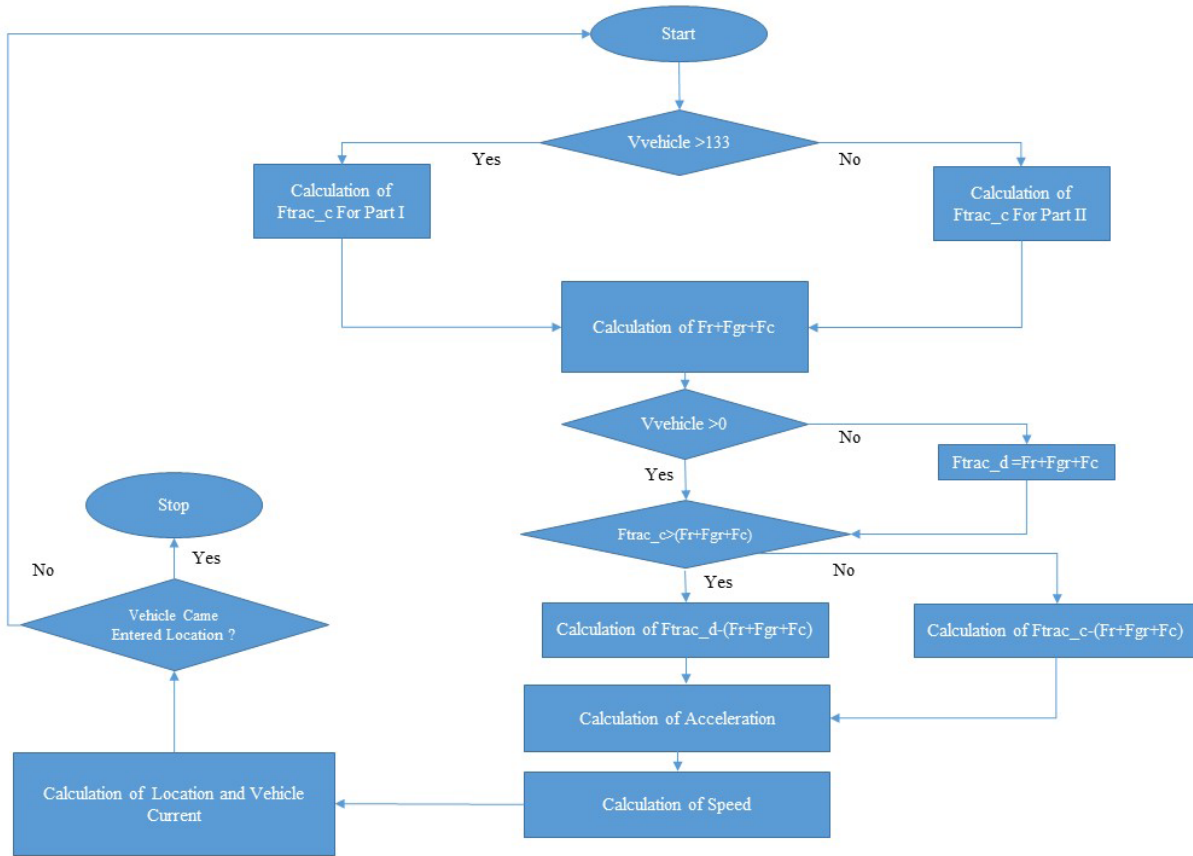 Start
Vvehicle >133
Yes
No
Calculation of
Ftrac_c For Part I
Calculation of
Ftrac_c For Part II
Calculation of Fr+Fgr+Fc
Vvehicle >0
No
Yes
Ftrac_d =Fr+Fgr+Fc
Ftrac_c>(Fr+Fgr+Fc)
No
Yes
Calculation of Ftrac_d-(Fr+Fgr+Fc)
Calculation of Ftrac_c-(Fr+Fgr+Fc)
Calculation of Acceleration
Calculation of Speed
Calculation of Location and Vehicle
Current
Vehicle Came
Entered Location ?
No
Yes
Stop